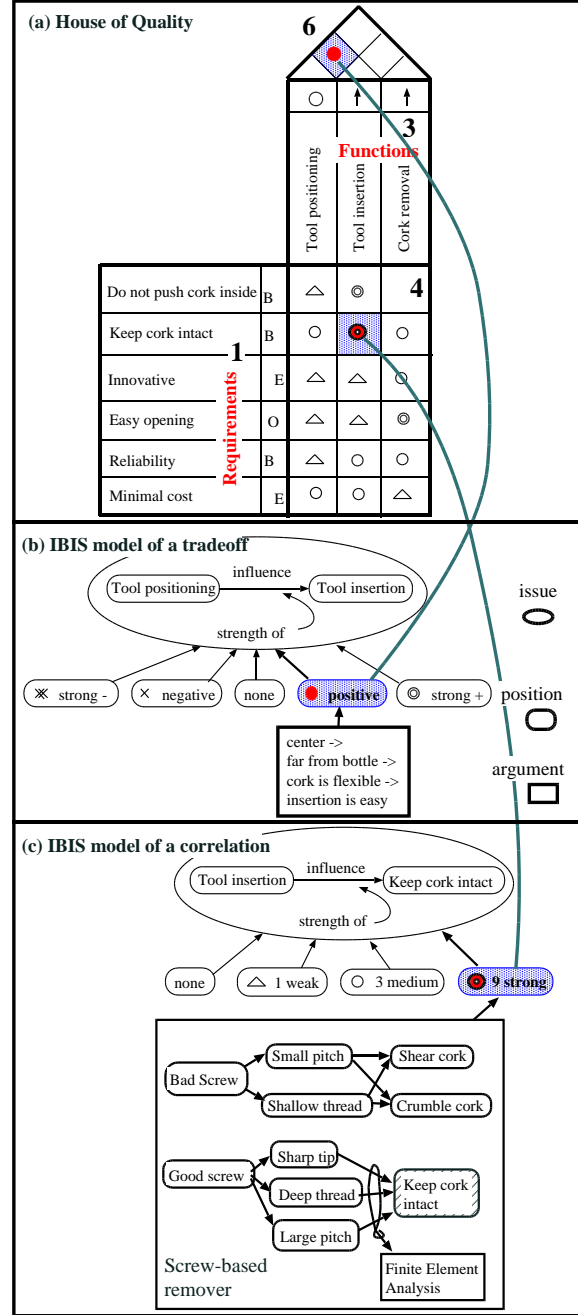 (a) House of Quality
6
3
Functions
Tool positioning
Tool insertion
Cork removal
4
Do not push cork inside B
Keep cork intact B
1
Innovative E
Easy opening O
Reliability B
Minimal cost E
Requirements
(b) IBIS model of a tradeoff
influence
Tool positioning
Tool insertion
strength of
issue
strong -
negative
none
positive
strong +
position
center ->
far from bottle ->
cork is flexible ->
insertion is easy
argument
(c) IBIS model of a correlation
influence
Tool insertion
Keep cork intact
strength of
none
1 weak
3 medium
9 strong
Small pitch
Shear cork
Bad Screw
Shallow thread
Crumble cork
Sharp tip
Good screw
Deep thread
Keep cork
intact
Large pitch
Screw-based
remover
Finite Element
Analysis